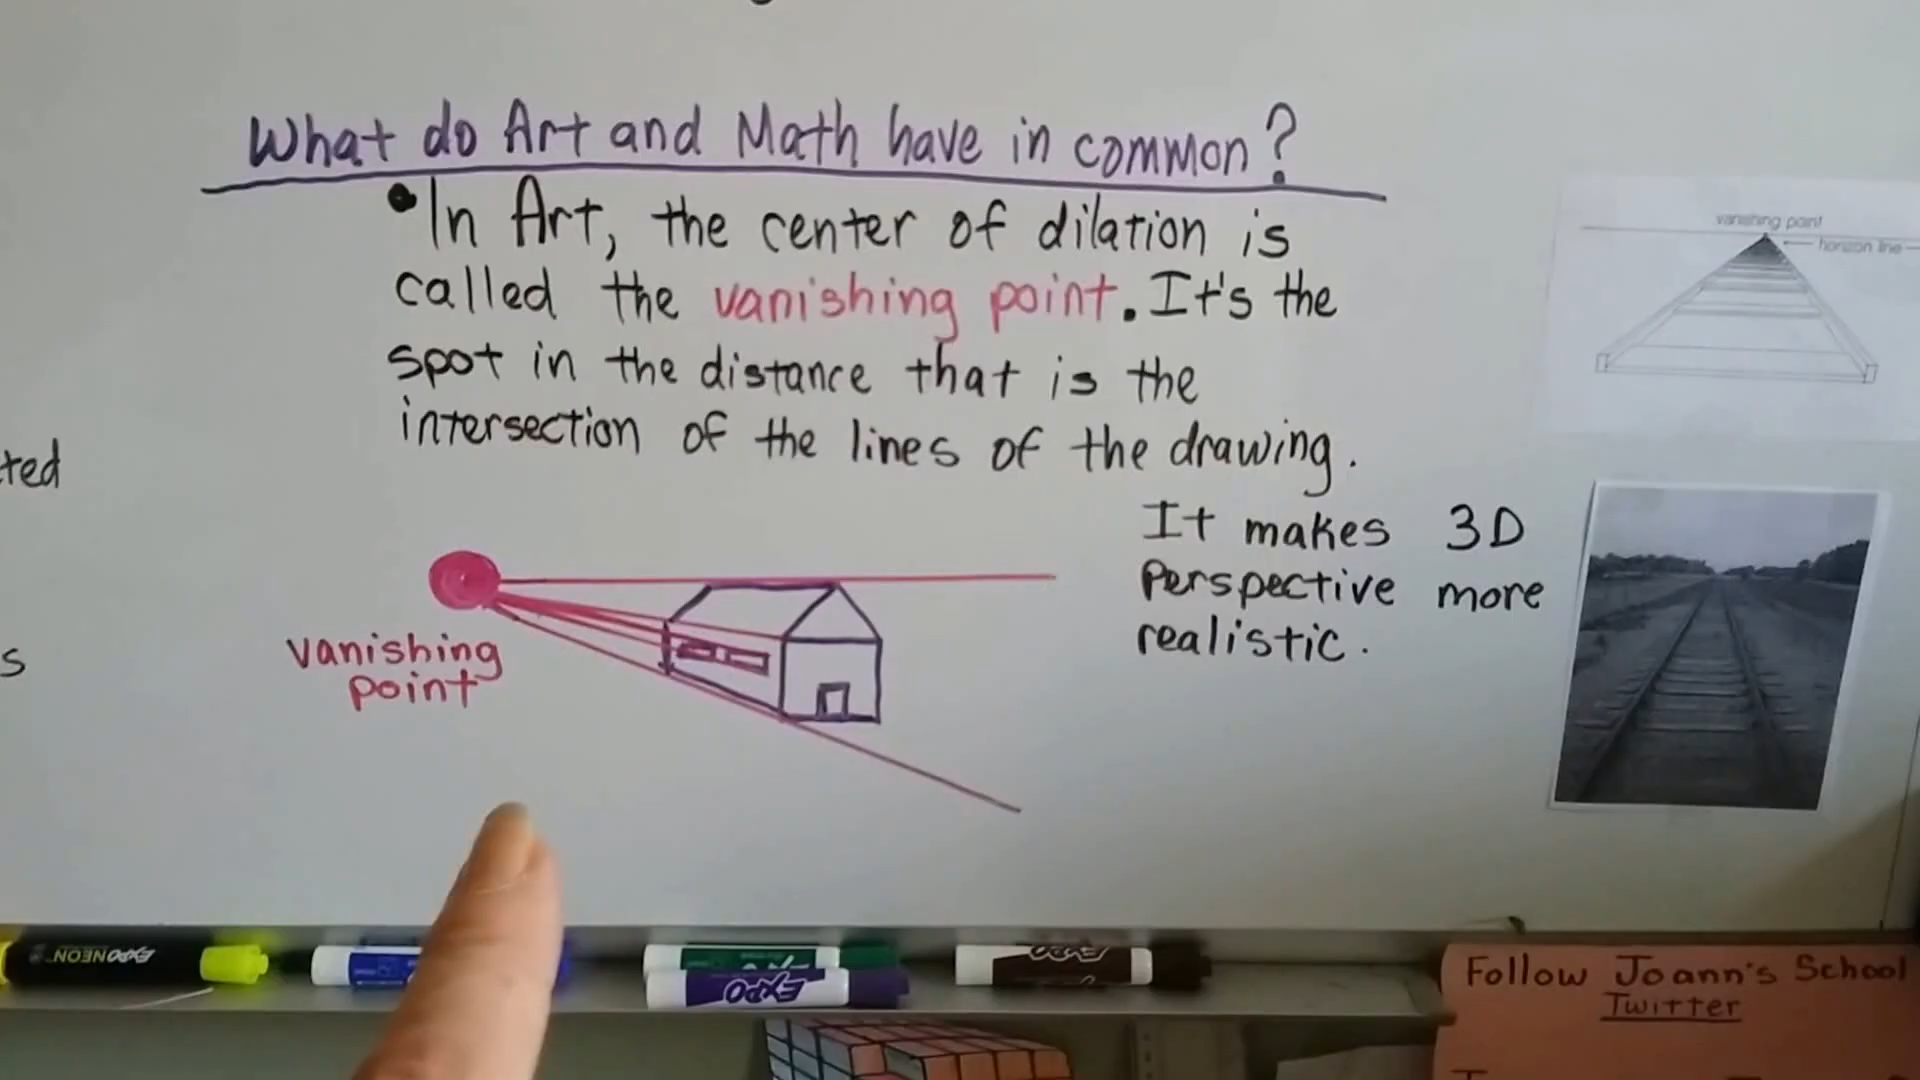 What do Art and Math have in common?
•In Art, the center of dilation is
called the vanishing point. It's the
spot in the distance that is the
intersection of the lines of the drawing.
It makes 3D
Perspective more
realistic.
vanishing
point
vanishing point
horizon line
ted
s
EXPO NEON
EXPO
EXPO
Follow Joann's School
Twitter